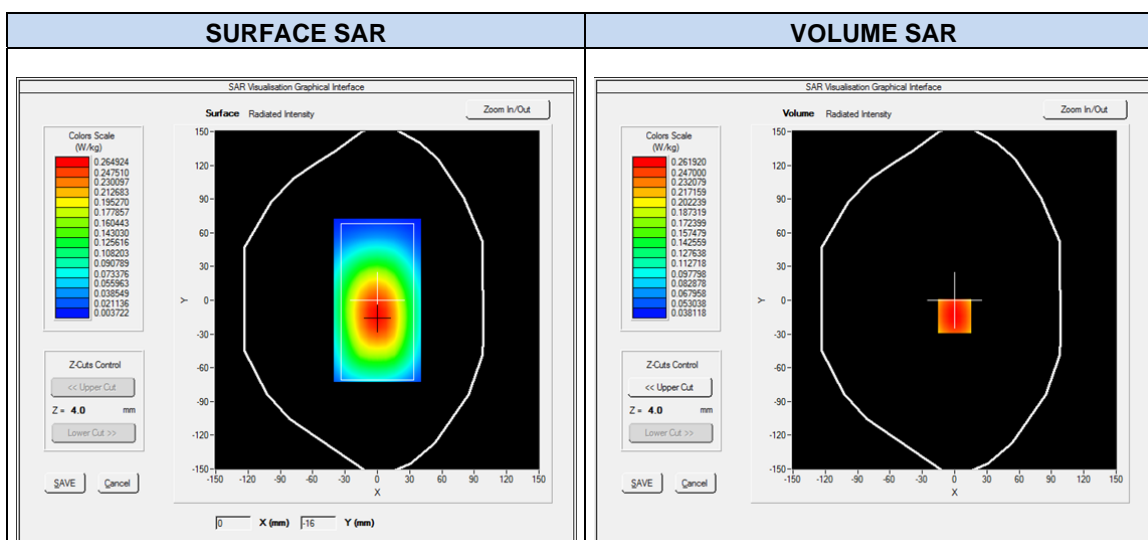 SURFACE SAR
VOLUME SAR
SAR Visualisation Graphical Interface
Surface Radiated Intensity
Zoom In/Out
Colors Scale
(W/kg)
0.264924
0.247510
0.230097
0.212683
0.195270
0.177857
0.160443
0.143030
0.125616
0.108203
0.090789
0.073376
0.055963
0.038549
0.021136
0.003722
150
120
90
60
30
0
-30
-60
-90
-120
-150
Y
-150 -120 -90 -60 -30 0 30 60 90 120 150
X
Z-Cuts Control
<< Upper Cut
Z = 4.0 mm
Lower Cut >>
SAVE Cancel
0 X (mm) -16 Y (mm)
SAR Visualisation Graphical Interface
Volume Radiated Intensity
Zoom In/Out
Colors Scale
(W/kg)
0.261920
0.247000
0.232079
0.217159
0.202239
0.187319
0.172399
0.157479
0.142559
0.127638
0.112718
0.097798
0.082878
0.067958
0.053038
0.038118
150
120
90
60
30
0
-30
-60
-90
-120
-150
Y
-150 -120 -90 -60 -30 0 30 60 90 120 150
X
Z-Cuts Control
<< Upper Cut
Z = 4.0 mm
Lower Cut >>
SAVE Cancel